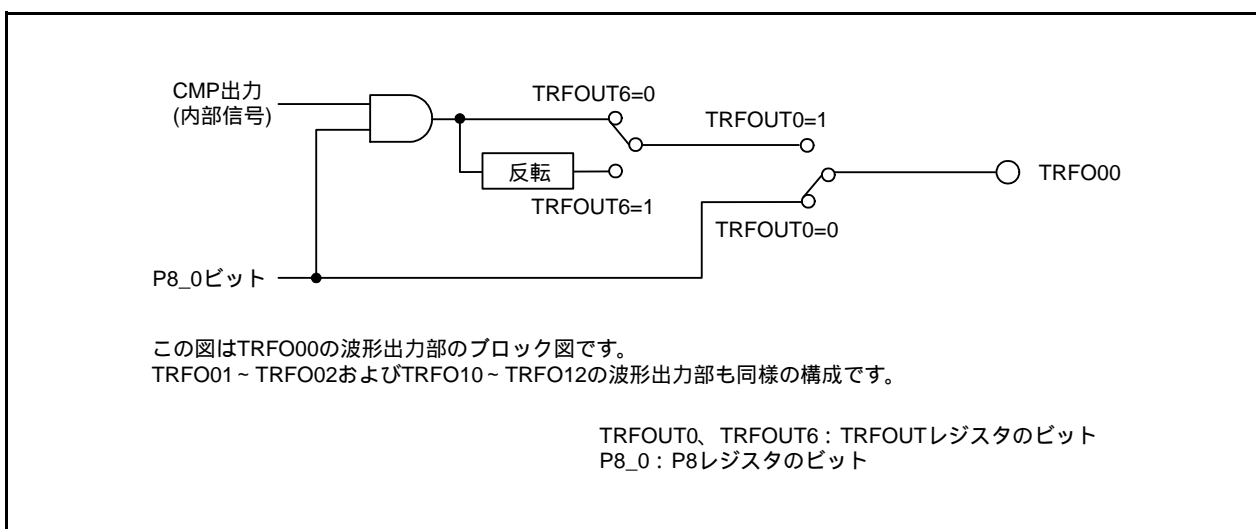 CMP出力
(内部信号)
TRFOUT6=0
TRFOUT0=1
反転
TRFO00
TRFOUT6=1
TRFOUT0=0
P8_0ビット
この図はTRFO00の波形出力部のブロック図です。
TRFO01~TRFO02およびTRFO10~TRFO12の波形出力部も同様の構成です。
TRFOUT0、TRFOUT6:TRFOUTレジスタのビット
P8_0:P8レジスタのビット